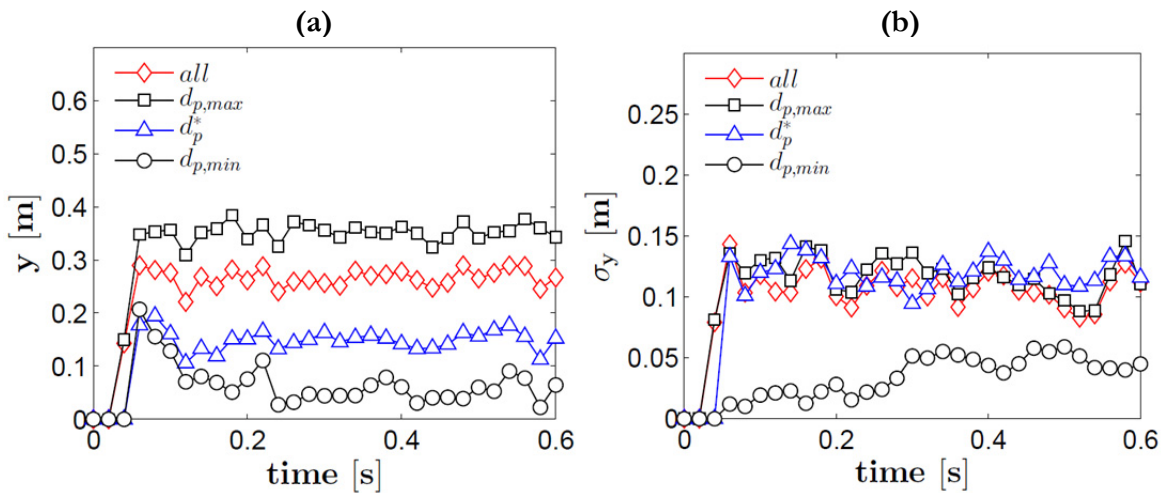 (a)
all
d_{p,max}
d_p^*
d_{p,min}
y [m]
0.6
0.5
0.4
0.3
0.2
0.1
0
0 0.2 0.4 0.6
time [s]
(b)
all
d_{p,max}
d_p^*
d_{p,min}
σ_y [m]
0.25
0.2
0.15
0.1
0.05
0
0 0.2 0.4 0.6
time [s]